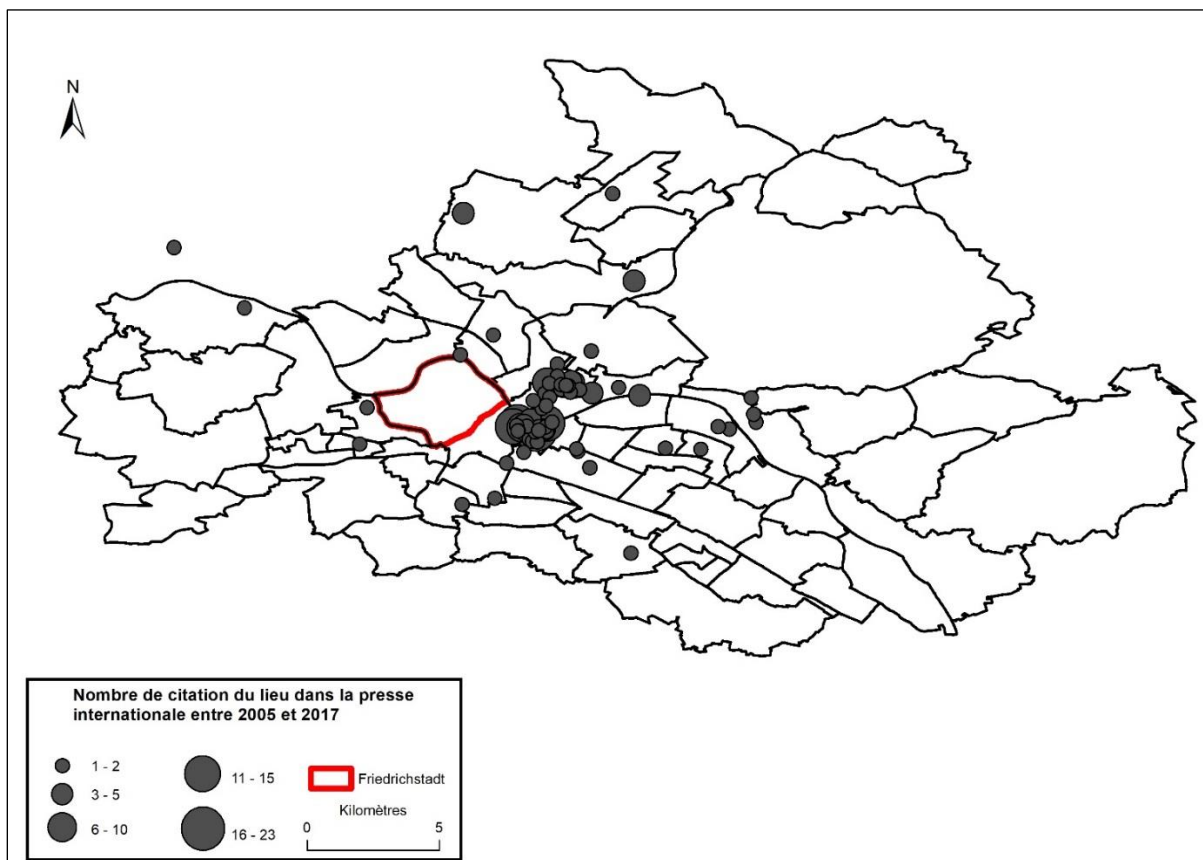 N
Nombre de citation du lieu dans la presse
internationale entre 2005 et 2017
1 - 2
3 - 5
6 - 10
11 - 15
16 - 23
Friedrichstadt
Kilomètres
0 5